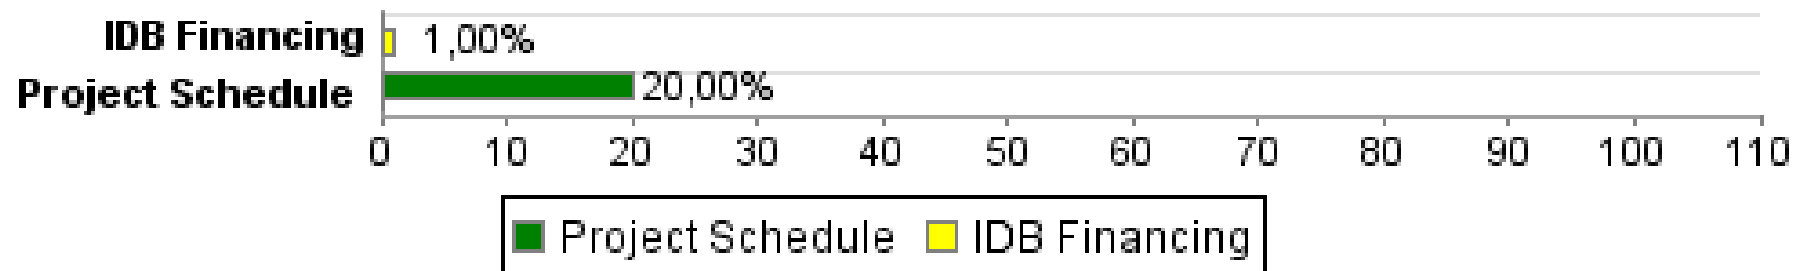 IDB Financing 1,00%
Project Schedule 20,00%
0 10 20 30 40 50 60 70 80 90 100 110
Project Schedule IDB Financing